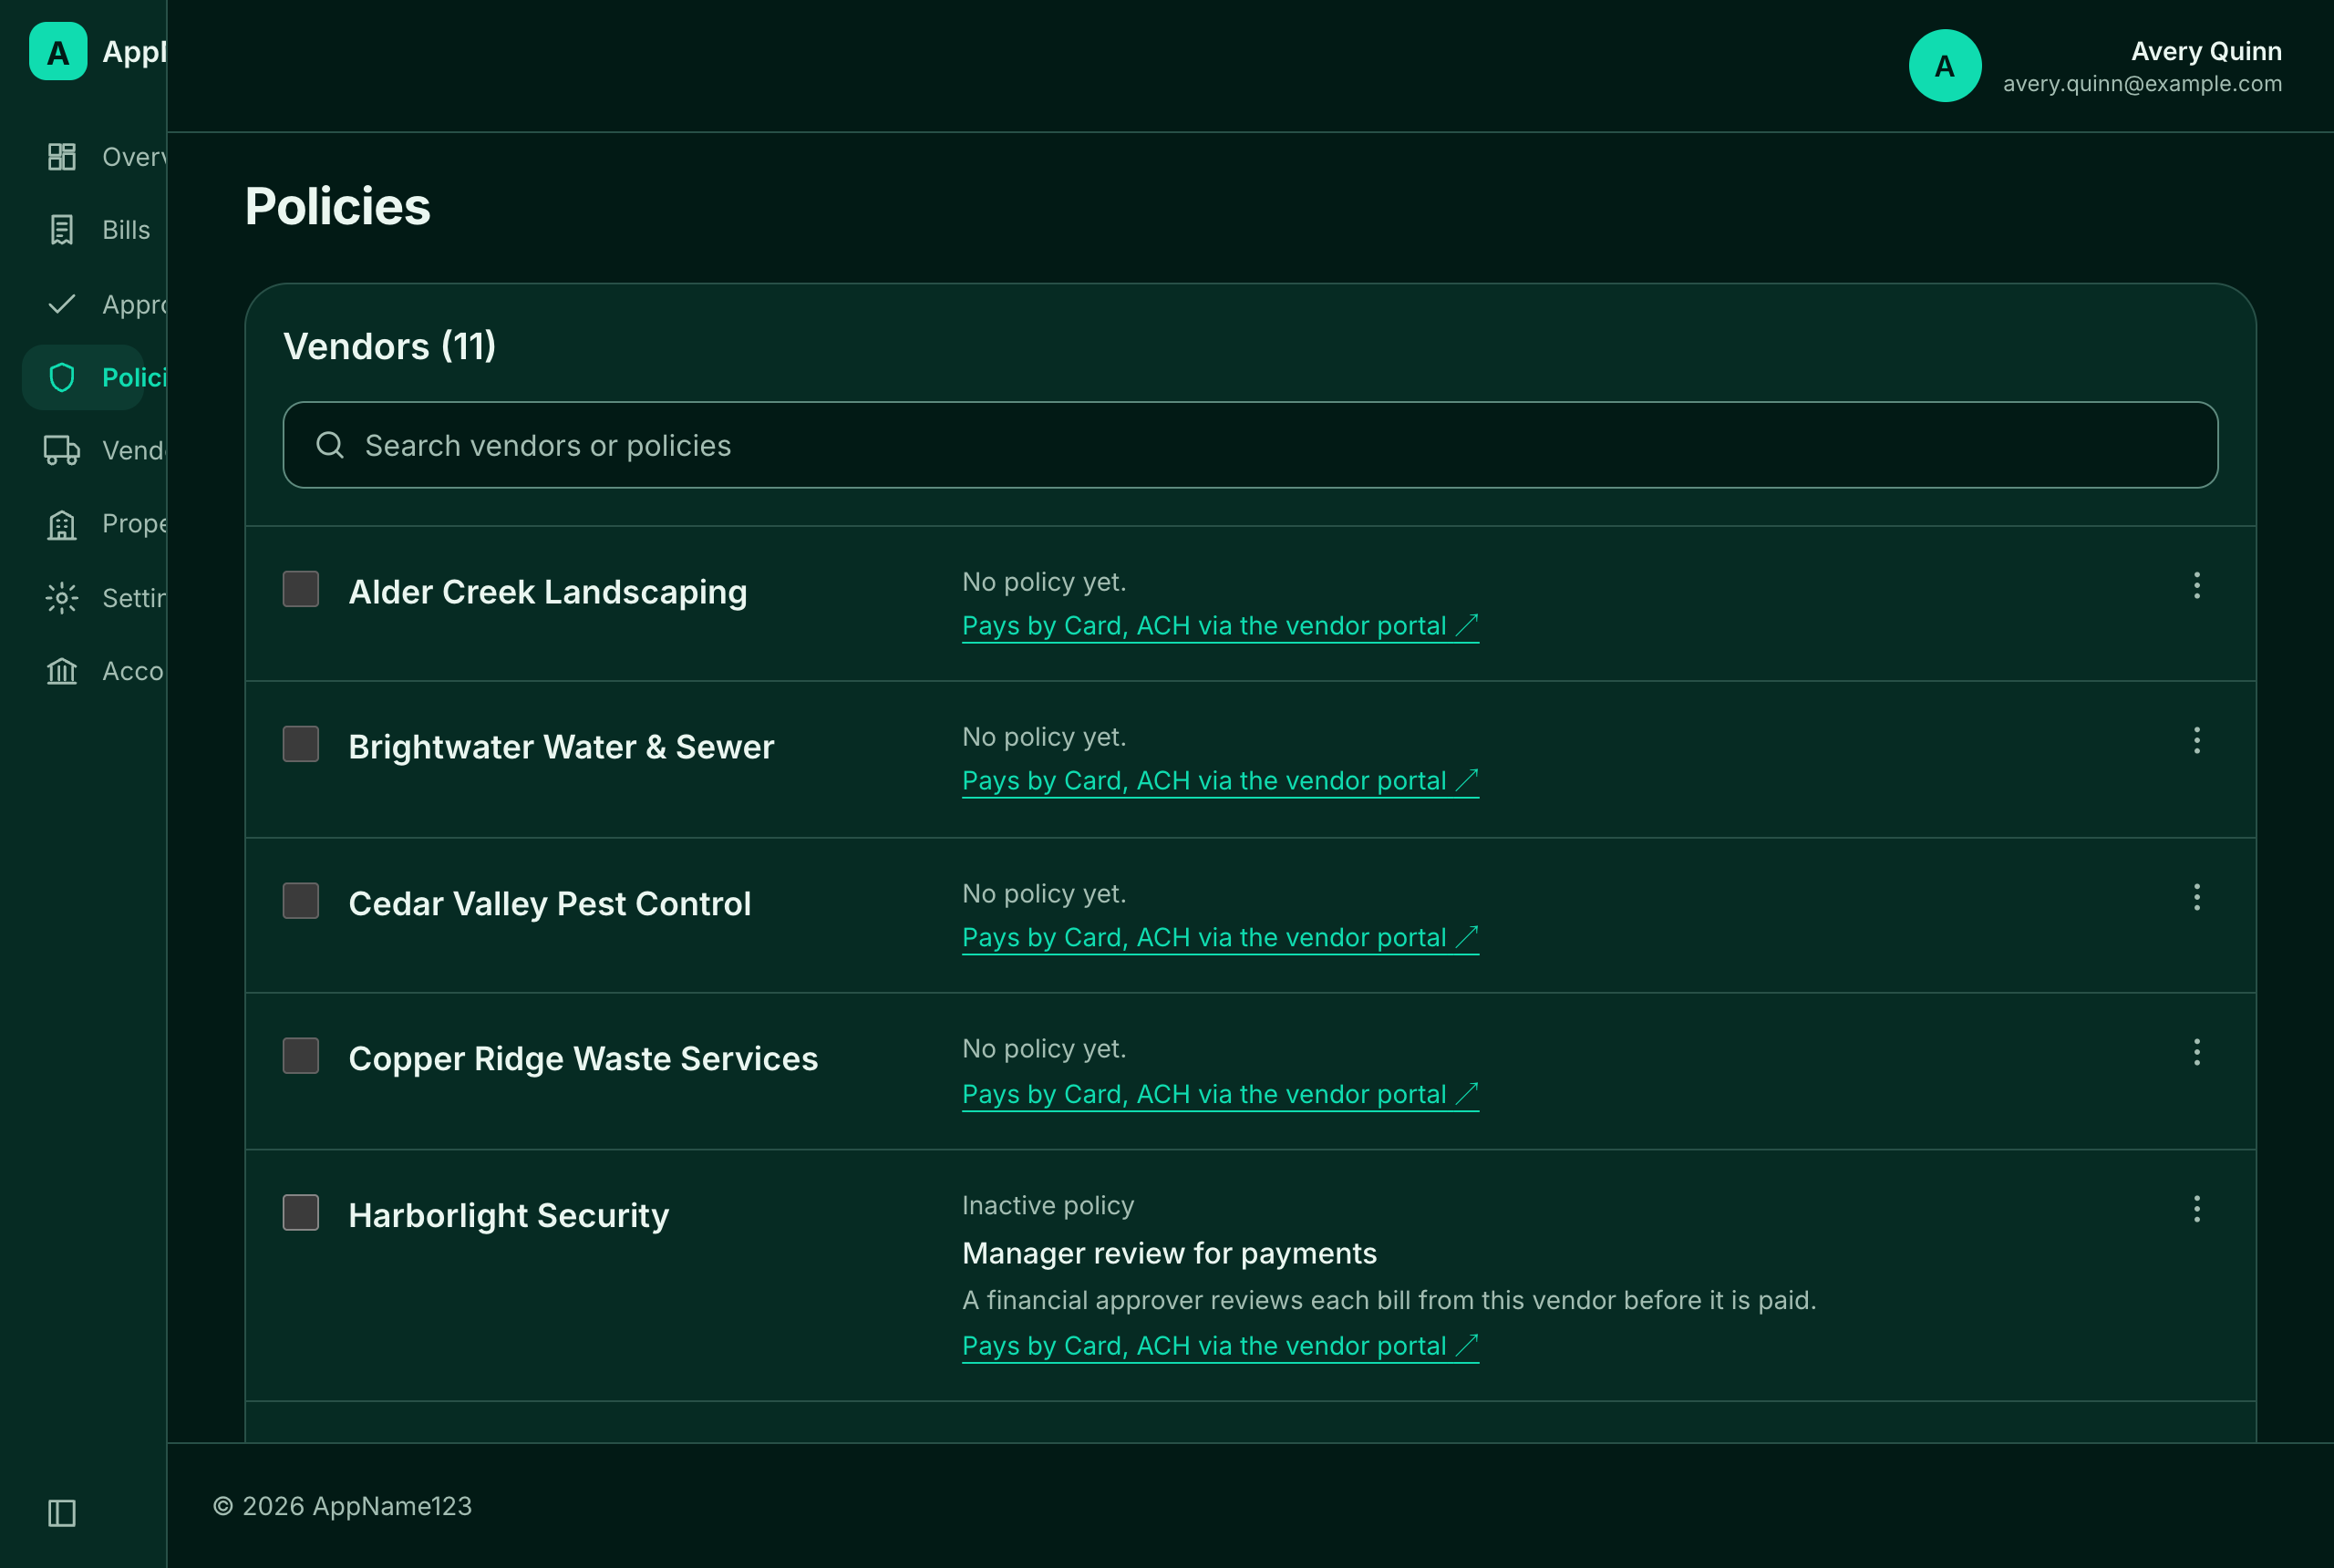 A
Appl
A
Avery Quinn
avery.quinn@example.com
Overv
Bills
Appro
Polici
Vend
Prope
Settin
Acco
Policies
Vendors (11)
Search vendors or policies
Alder Creek Landscaping
No policy yet.
Pays by Card, ACH via the vendor portal ↗
Brightwater Water & Sewer
No policy yet.
Pays by Card, ACH via the vendor portal ↗
Cedar Valley Pest Control
No policy yet.
Pays by Card, ACH via the vendor portal ↗
Copper Ridge Waste Services
No policy yet.
Pays by Card, ACH via the vendor portal ↗
Harborlight Security
Inactive policy
Manager review for payments
A financial approver reviews each bill from this vendor before it is paid.
Pays by Card, ACH via the vendor portal ↗
© 2026 AppName123